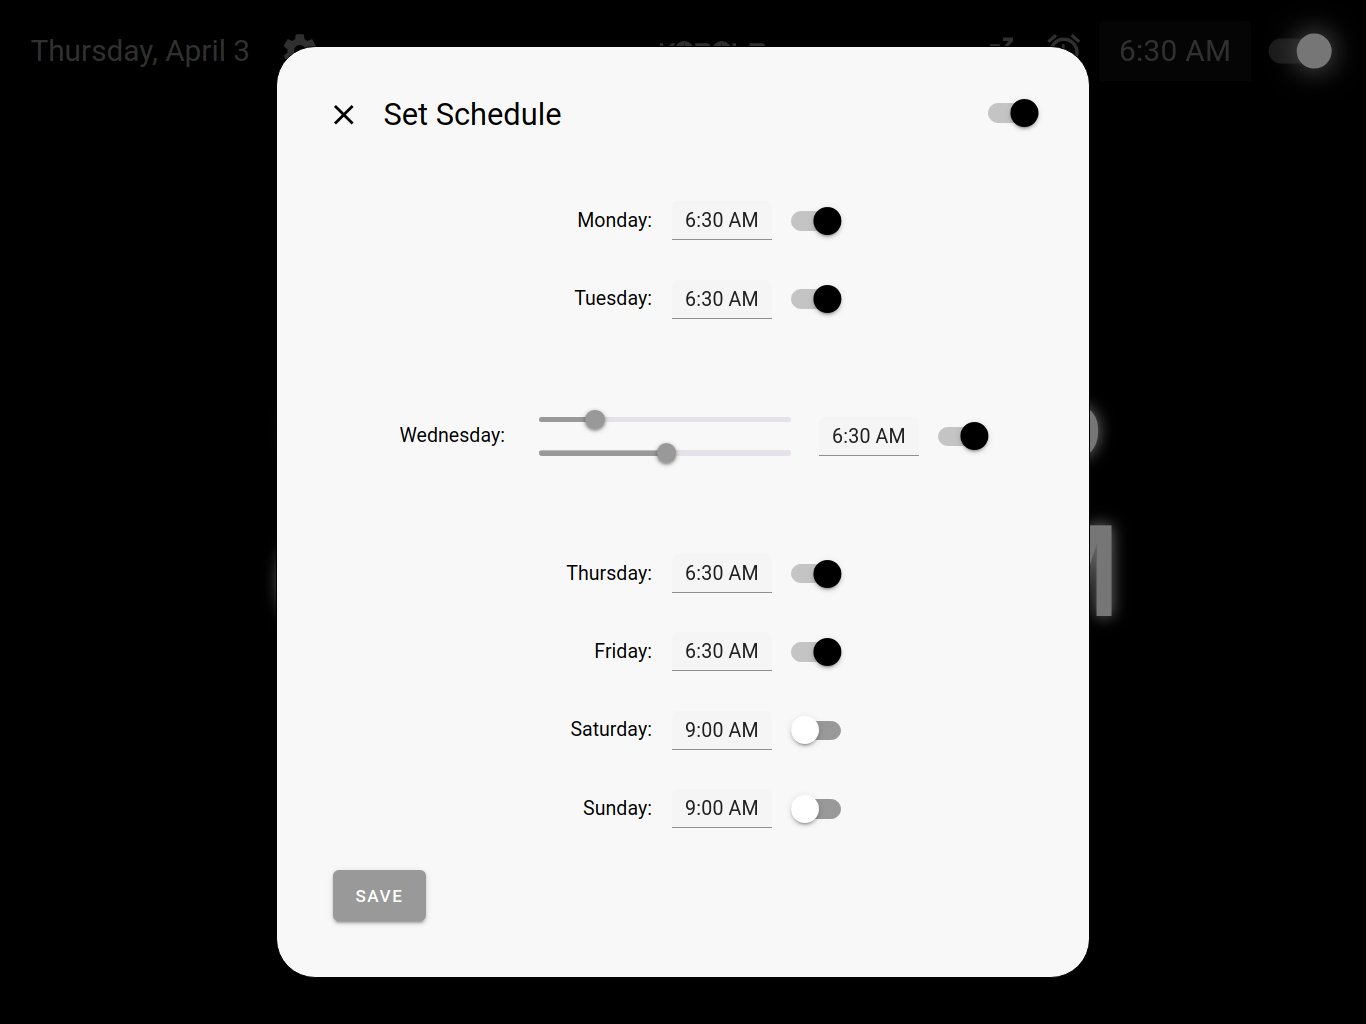 Thursday, April 3
6:30 AM
Set Schedule
Monday: 6:30 AM
Tuesday: 6:30 AM
Wednesday: 6:30 AM
Thursday: 6:30 AM
Friday: 6:30 AM
Saturday: 9:00 AM
Sunday: 9:00 AM
SAVE